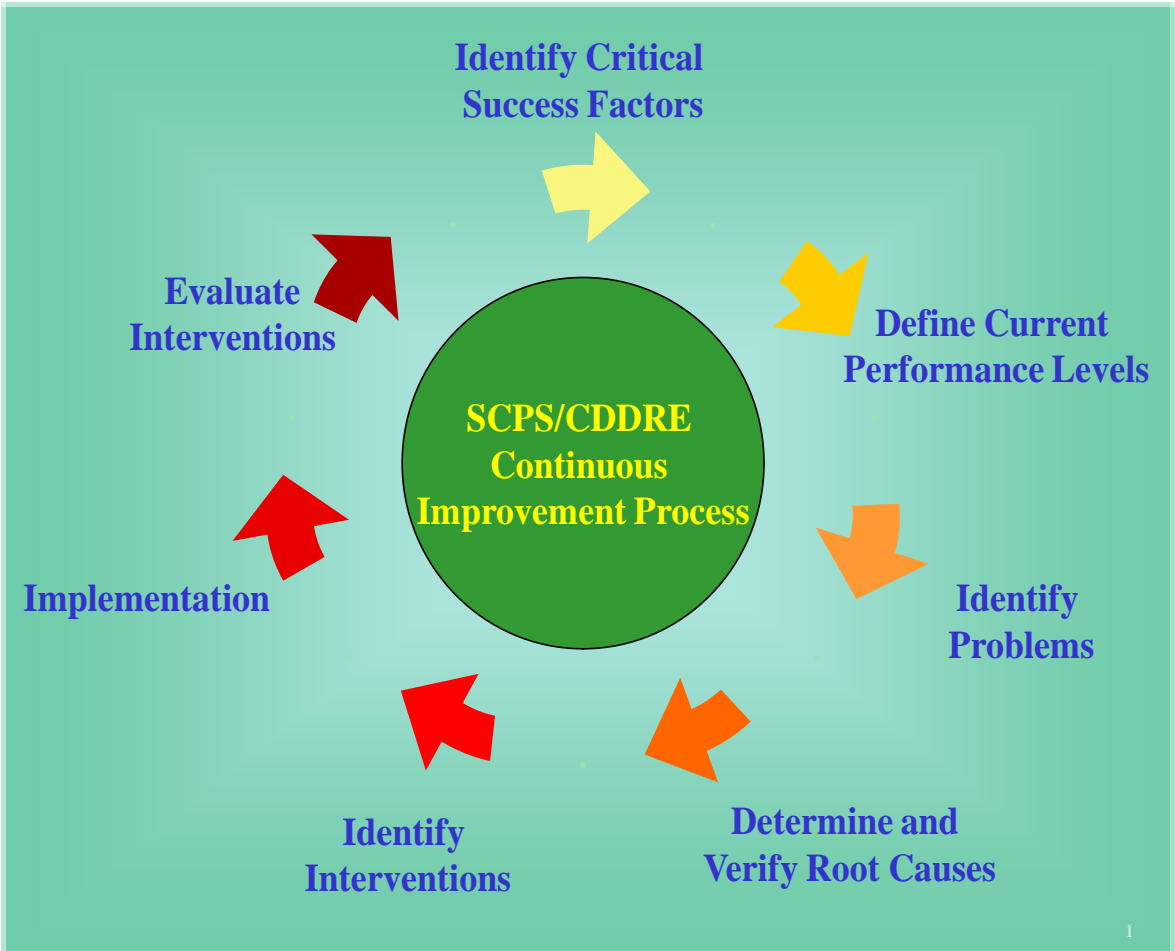 Identify Critical
Success Factors
Define Current
Performance Levels
Identify
Problems
Determine and
Verify Root Causes
Identify
Interventions
Implementation
Evaluate
Interventions
SCPS/CDDRE
Continuous
Improvement Process
1